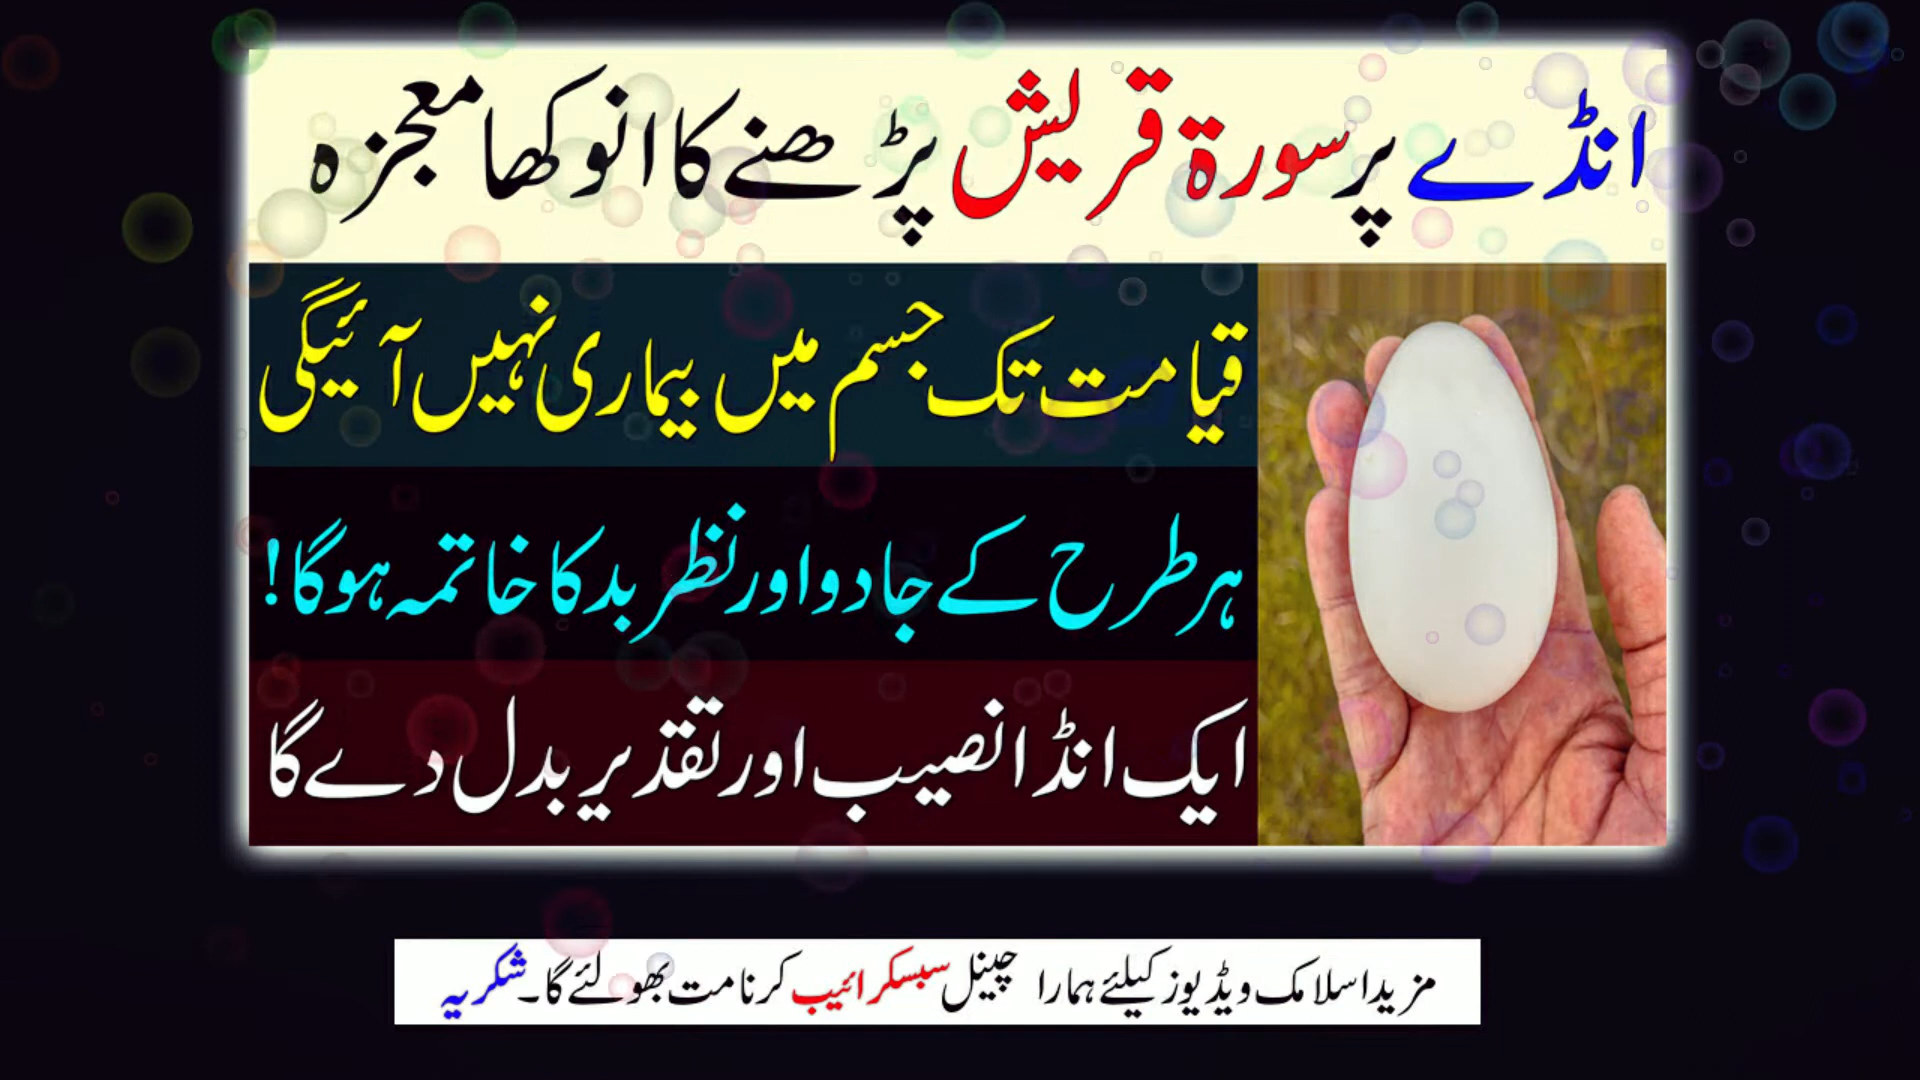 انڈے پر سورۃ قریش پڑھنے کا انوکھا معجزہ
قیامت تک جسم میں بیماری نہیں آئیگی
ہر طرح کے جادو اور نظر بد کا خاتمہ ہوگا!
ایک انڈا نصیب اور تقدیر بدل دے گا
مزید اسلامک ویڈیوز کیلئے ہمارا چینل سبسکرائیب کرنا مت بھولئے گا۔ شکریہ